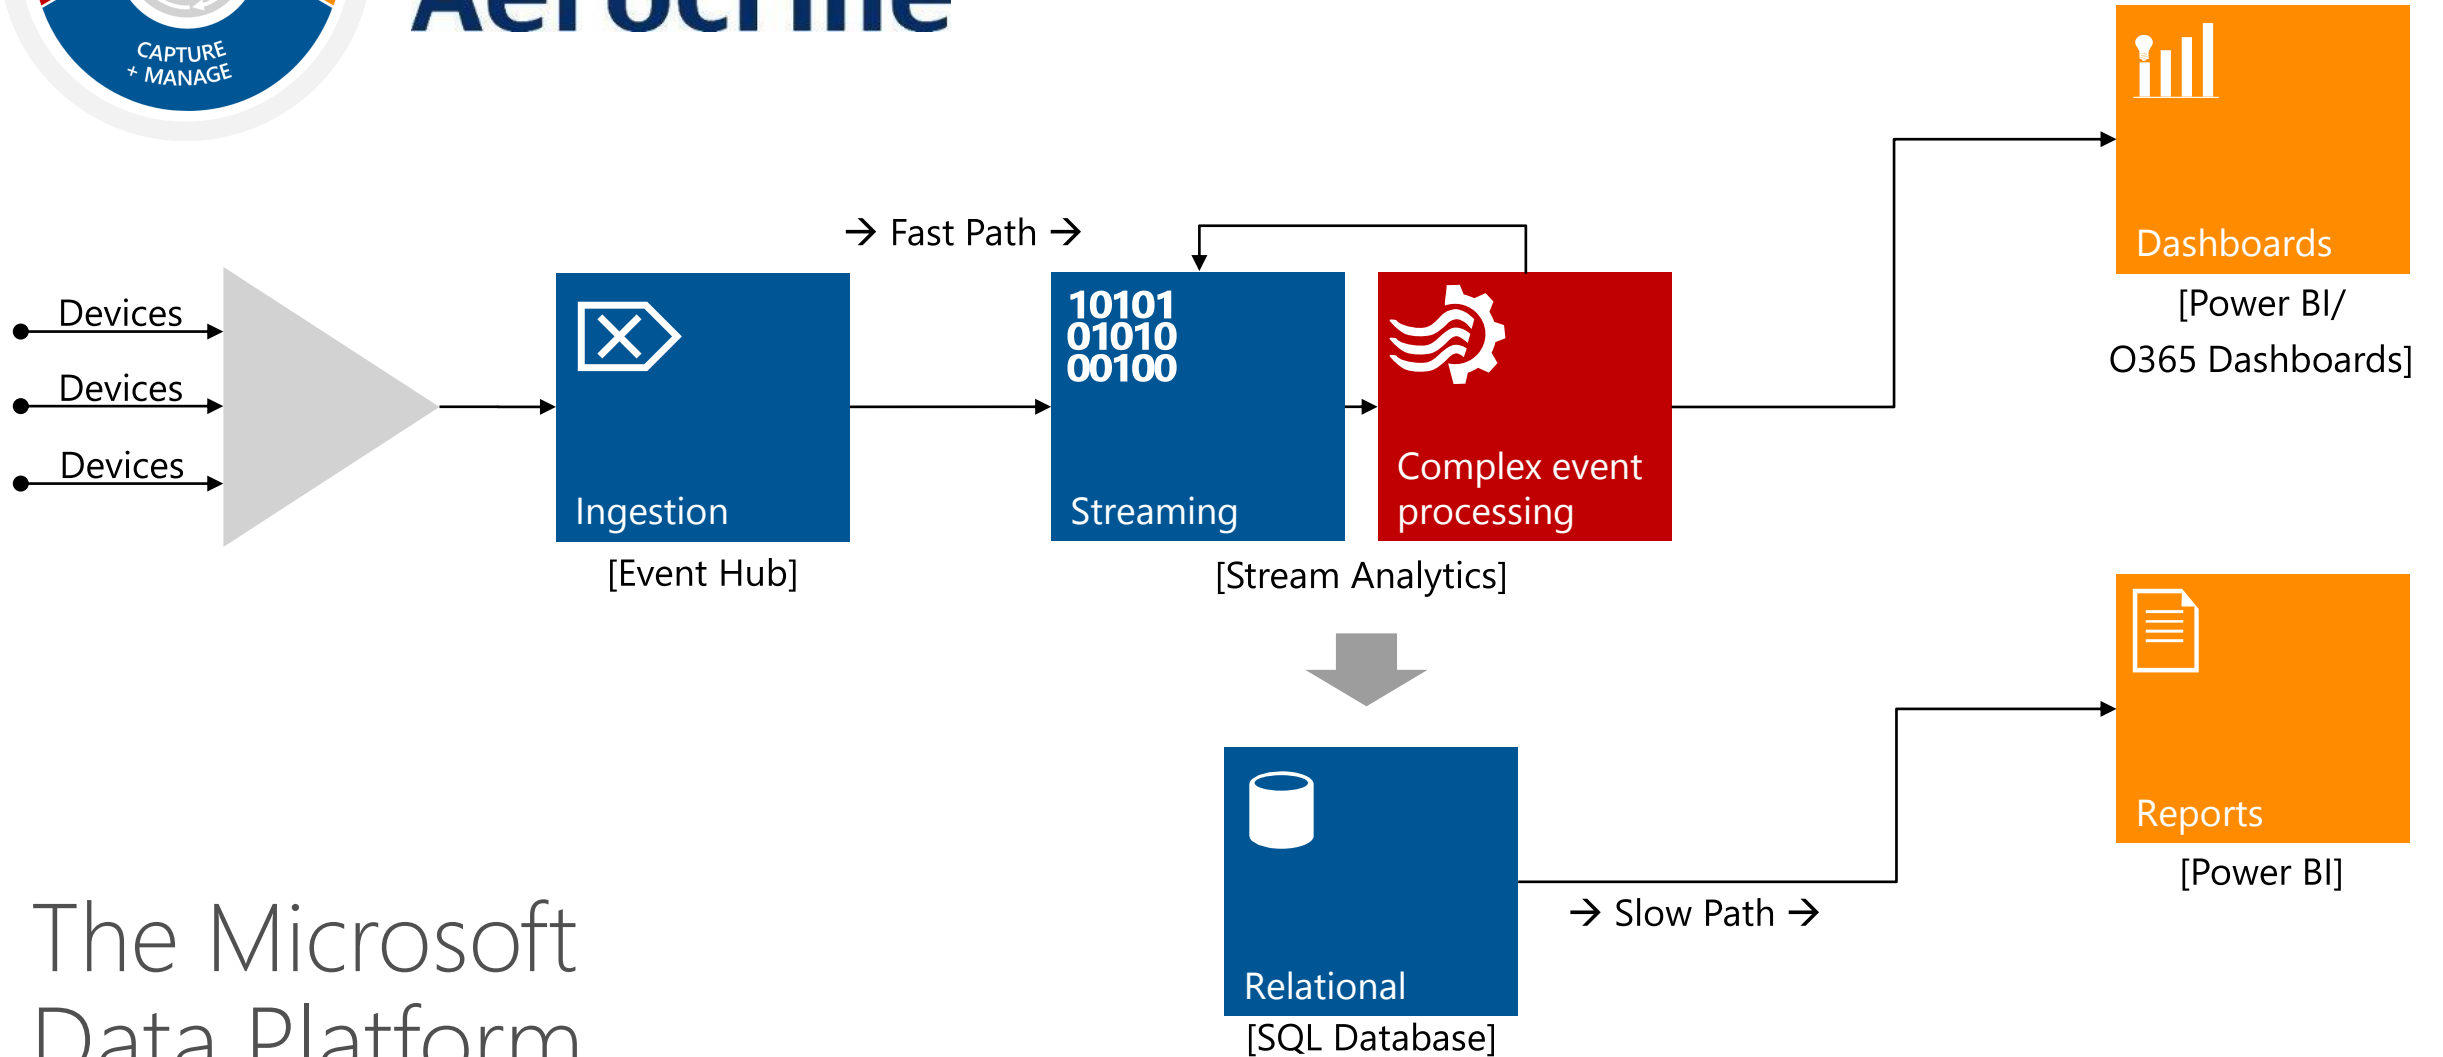 Aerocrine
CAPTURE
+ MANAGE
→ Fast Path →
Devices
Devices
Devices
Ingestion
[Event Hub]
10101
01010
00100
Streaming
Complex event
processing
[Stream Analytics]
Dashboards
[Power BI/
O365 Dashboards]
Reports
[Power BI]
→ Slow Path →
Relational
[SQL Database]
The Microsoft
Data Platform